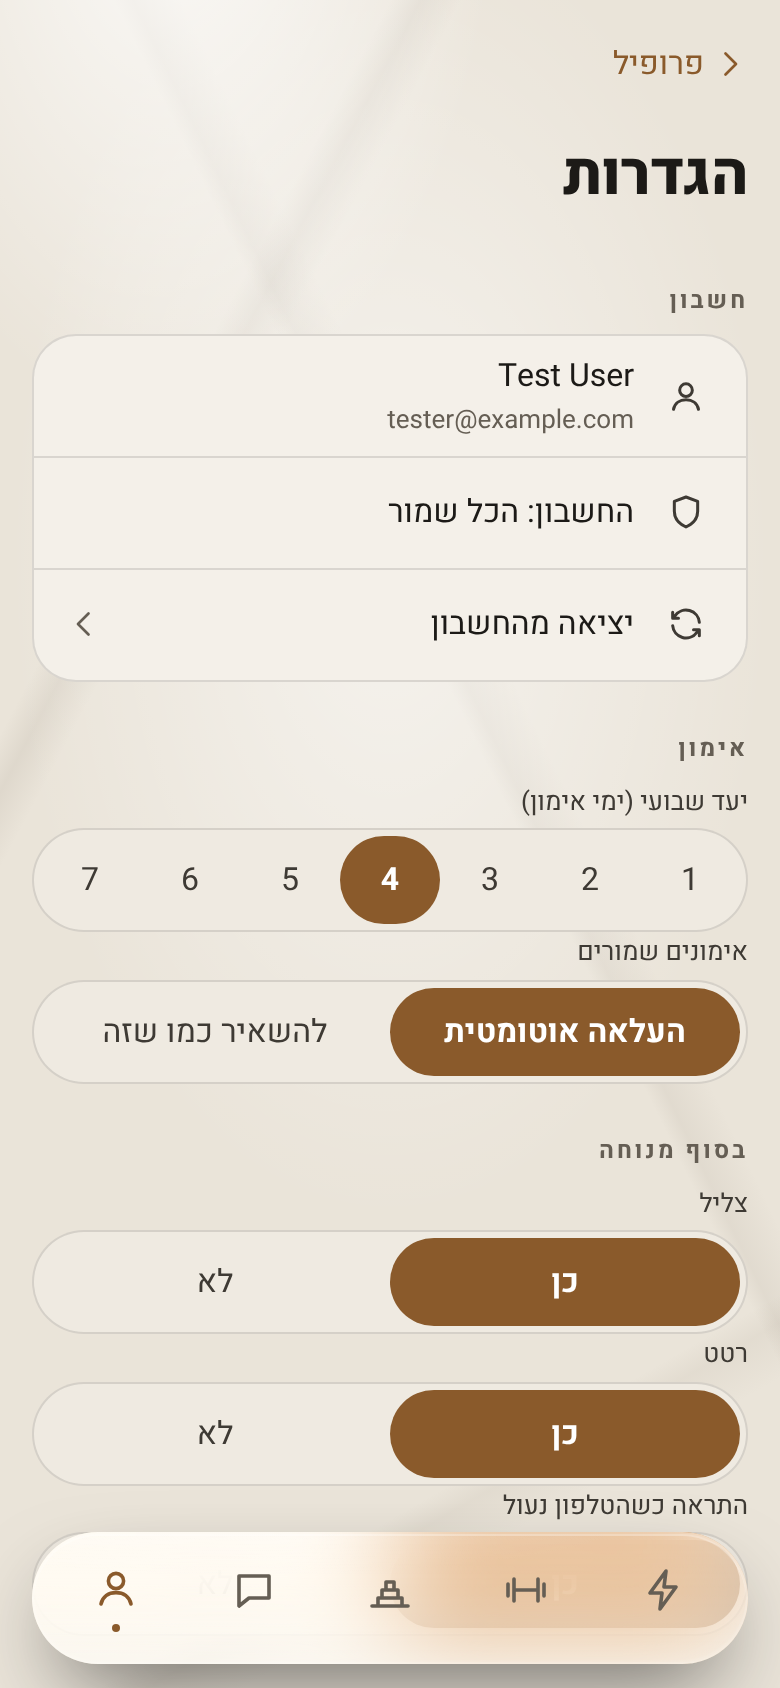 פרופיל
הגדרות
חשבון
Test User
tester@example.com
החשבון: הכל שמור
יציאה מהחשבון
אימון
יעד שבועי (ימי אימון)
1 2 3 4 5 6 7
אימונים שמורים
העלאה אוטומטית להשאיר כמו שזה
בסוף מנוחה
צליל
כן לא
רטט
כן לא
התראה כשהטלפון נעול
כן לא